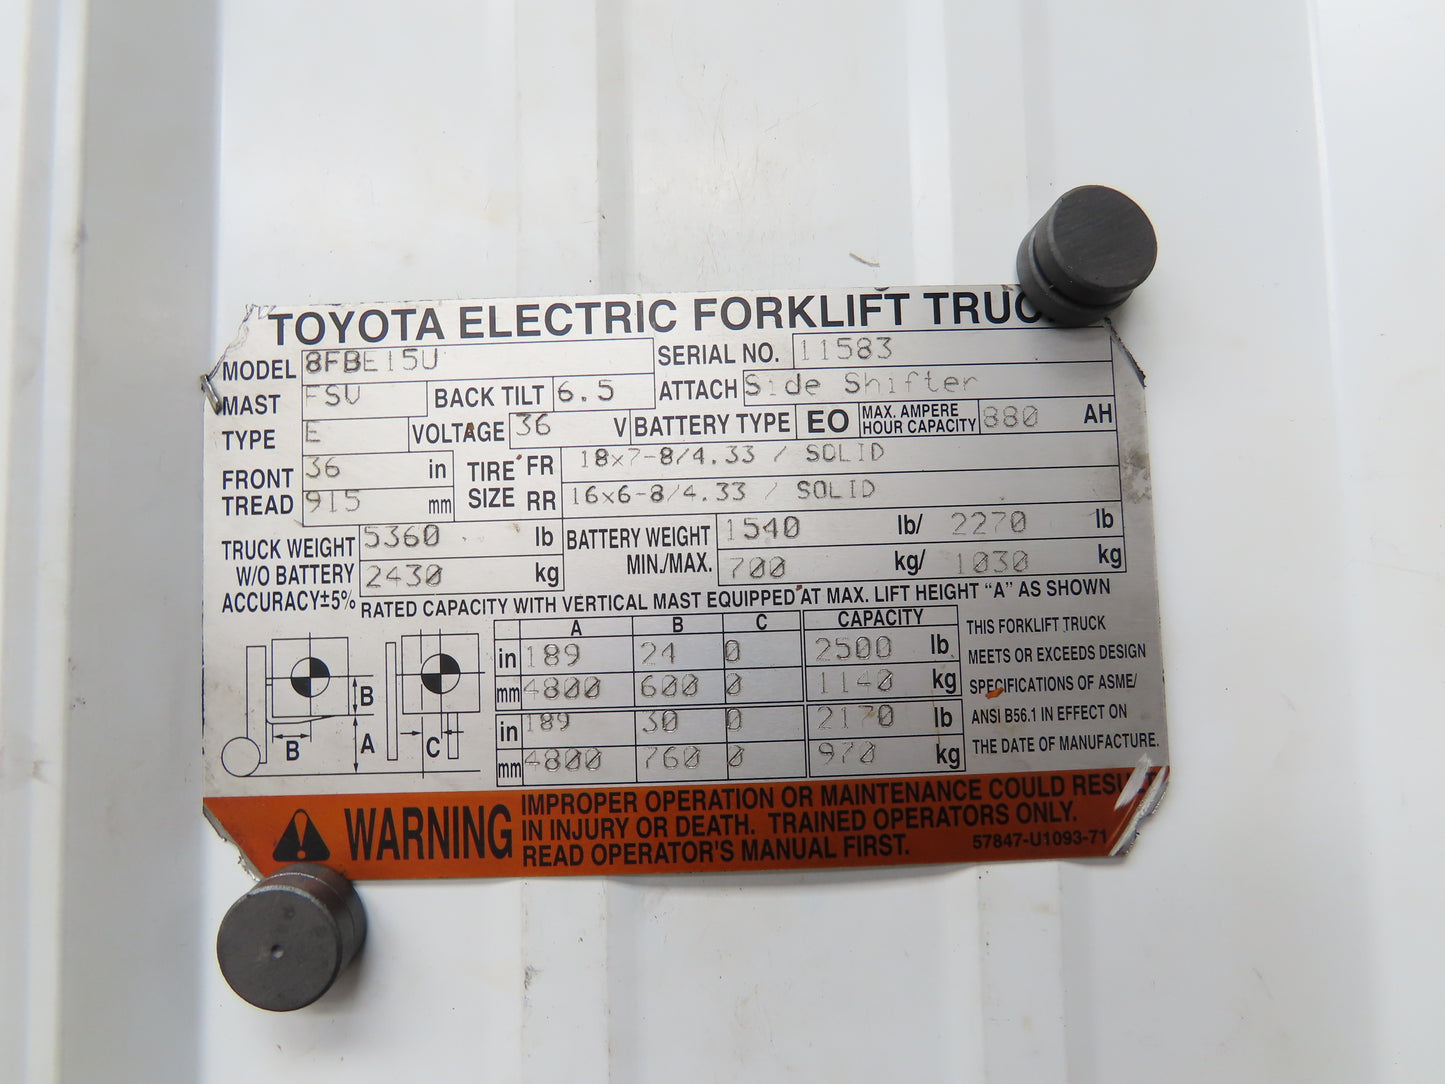 TOYOTA ELECTRIC FORKLIFT TRUC
MODEL 8FBE15U SERIAL NO. 11583
MAST FSV BACK TILT 6.5 ATTACH Side Shifter
TYPE E VOLTAGE 36 V BATTERY TYPE EO MAX. AMPERE HOUR CAPACITY 880 AH
FRONT TREAD 36 in TIRE SIZE FR 18x7-8/4.33 / SOLID
915 mm RR 16x6-8/4.33 / SOLID
TRUCK WEIGHT W/O BATTERY ACCURACY±5% 5360 lb BATTERY WEIGHT MIN./MAX. 1540 lb/ 2270 lb
2430 kg 700 kg/ 1030 kg
RATED CAPACITY WITH VERTICAL MAST EQUIPPED AT MAX. LIFT HEIGHT “A” AS SHOWN
A B C CAPACITY
in 189 24 0 2500 lb
mm 4800 600 0 1140 kg
in 189 30 0 2170 lb
mm 4800 760 0 970 kg
B
B A C
THIS FORKLIFT TRUCK
MEETS OR EXCEEDS DESIGN
SPECIFICATIONS OF ASME/
ANSI B56.1 IN EFFECT ON
THE DATE OF MANUFACTURE.
WARNING
IMPROPER OPERATION OR MAINTENANCE COULD RESULT
IN INJURY OR DEATH. TRAINED OPERATORS ONLY.
READ OPERATOR'S MANUAL FIRST.
57847-U1093-71